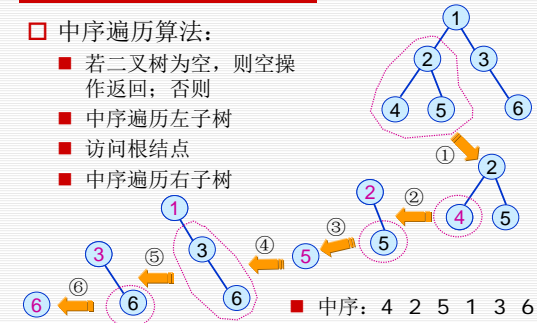 中序遍历算法：
若二叉树为空，则空操
作返回；否则
中序遍历左子树
访问根结点
中序遍历右子树
1
2 3
4 5 6
①
2
4 5
②
2
5
③
5
④
1
3
6
⑤
3
6
⑥
6
中序：4 2 5 1 3 6